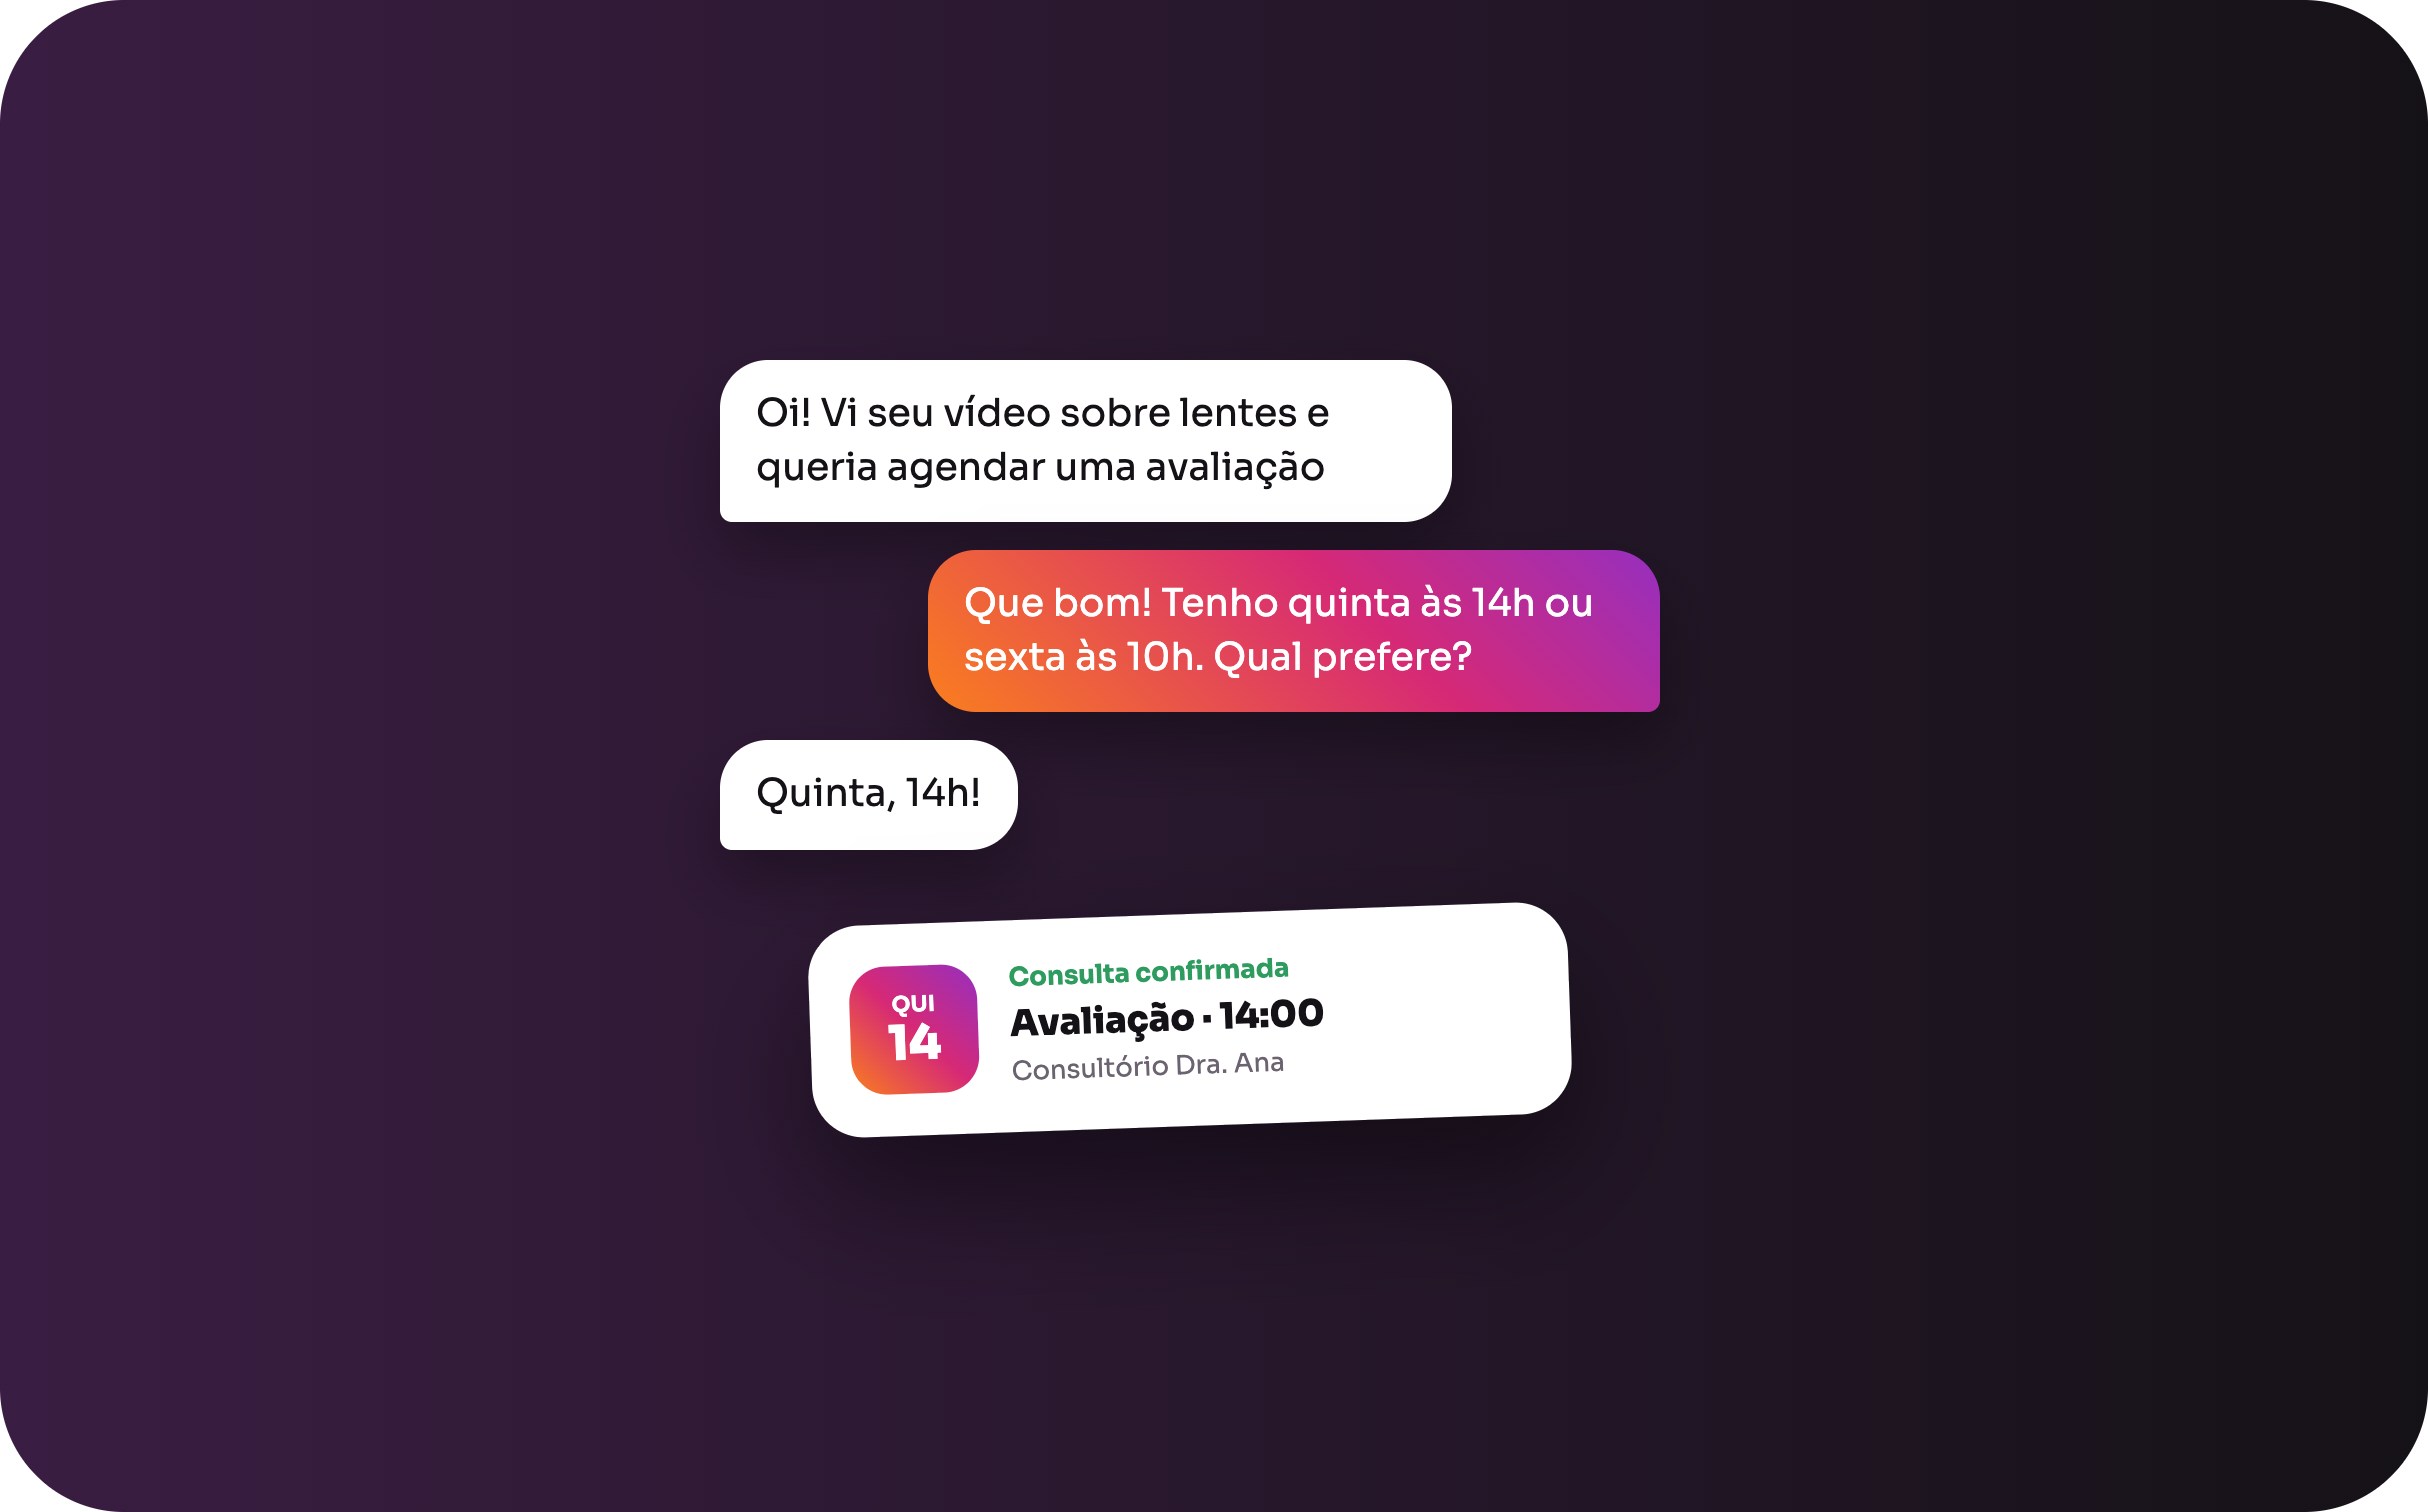 Oi! Vi seu vídeo sobre lentes e
queria agendar uma avaliação
Que bom! Tenho quinta às 14h ou
sexta às 10h. Qual prefere?
Quinta, 14h!
QUI
14
Consulta confirmada
Avaliação · 14:00
Consultório Dra. Ana